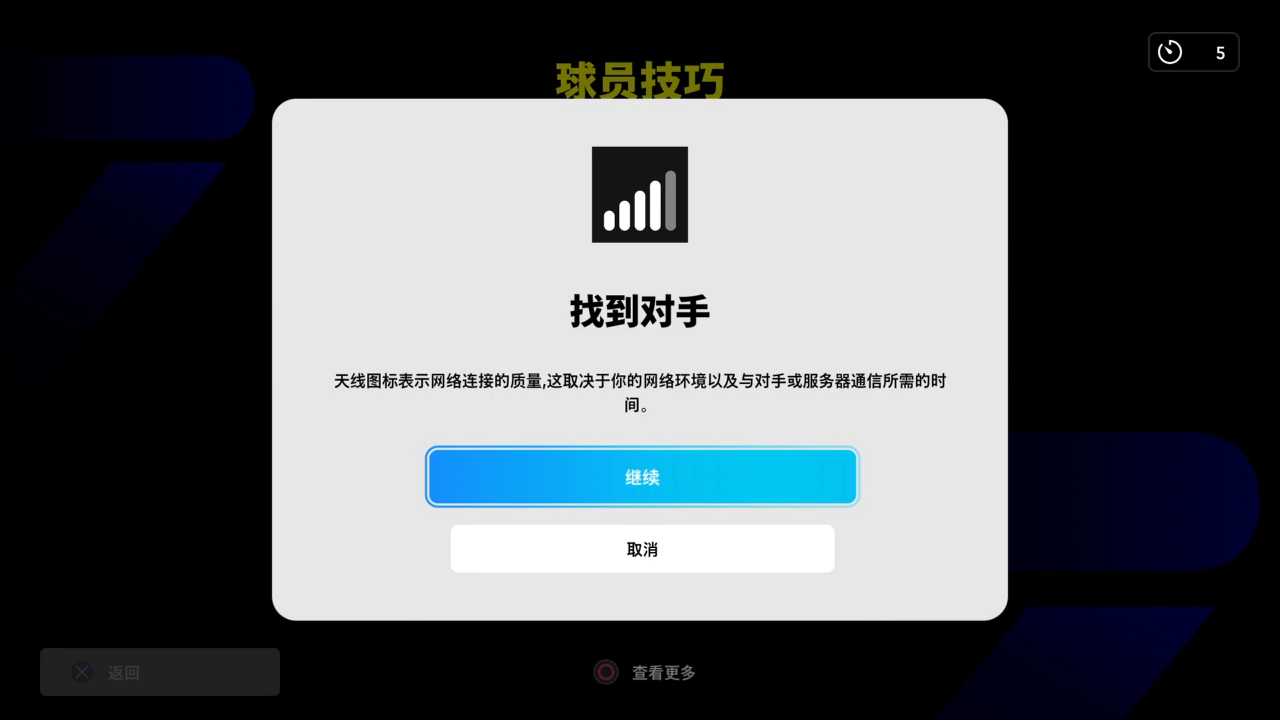 5
球员技巧
找到对手
天线图标表示网络连接的质量,这取决于你的网络环境以及与对手或服务器通信所需的时
间。
继续
取消
返回
查看更多